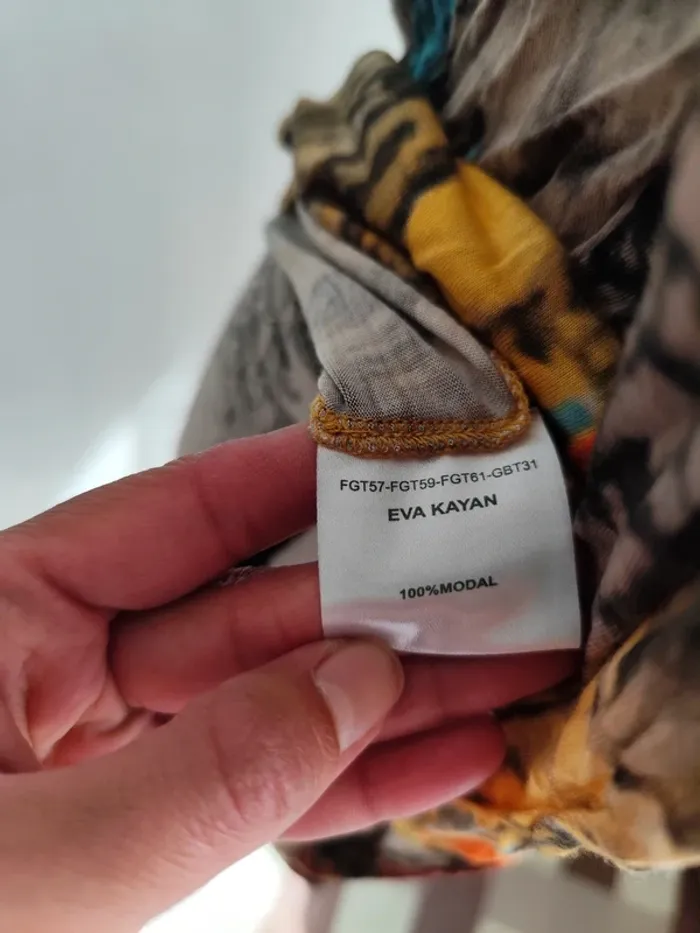 FGT57-FGT59-FGT61-GBT31
EVA KAYAN
100%MODAL